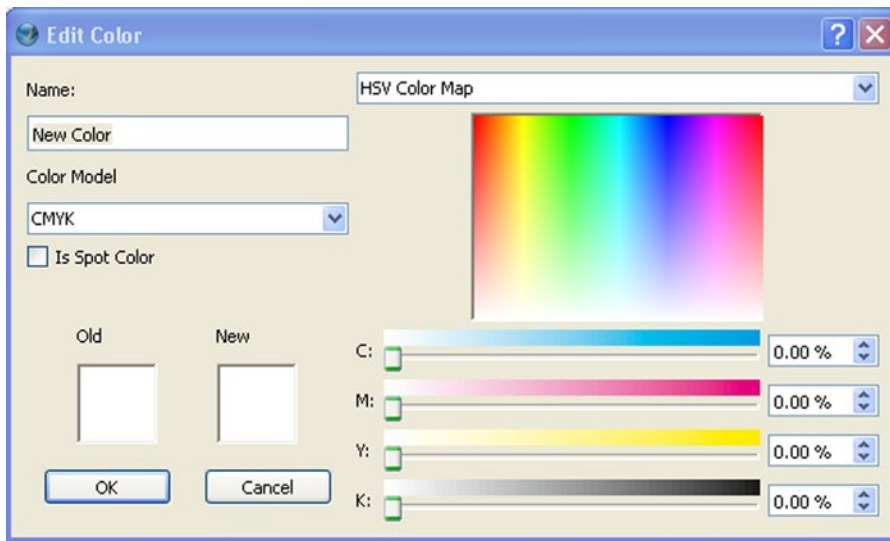 Edit Color
?
Name:
HSV Color Map
New Color
Color Model
CMYK
Is Spot Color
Old
New
C:
0.00 %
M:
0.00 %
Y:
0.00 %
K:
0.00 %
OK
Cancel